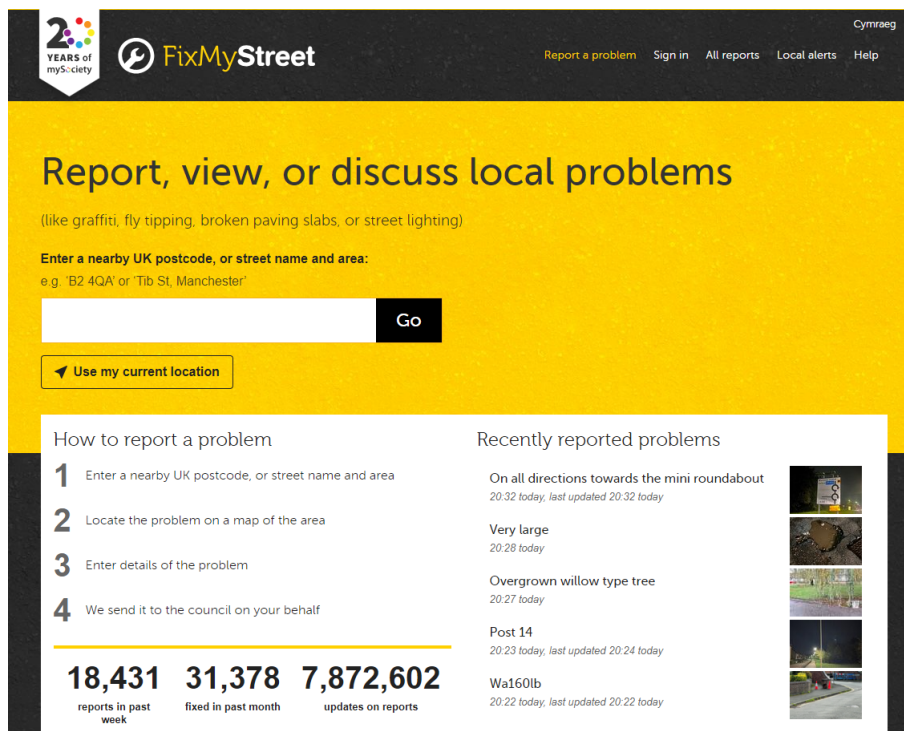 2
YEARS of
mySociety
FixMyStreet
Cymraeg
Report a problem Sign in All reports Local alerts Help
Report, view, or discuss local problems
(like graffiti, fly tipping, broken paving slabs, or street lighting)
Enter a nearby UK postcode, or street name and area:
e.g. 'B2 4QA' or 'Tib St, Manchester'
Go
Use my current location
How to report a problem
1 Enter a nearby UK postcode, or street name and area
2 Locate the problem on a map of the area
3 Enter details of the problem
4 We send it to the council on your behalf
18,431 31,378 7,872,602
reports in past fixed in past month updates on reports
week
Recently reported problems
On all directions towards the mini roundabout
20:32 today, last updated 20:32 today
Very large
20:28 today
Overgrown willow type tree
20:27 today
Post 14
20:23 today, last updated 20:24 today
Wa160lb
20:22 today, last updated 20:22 today